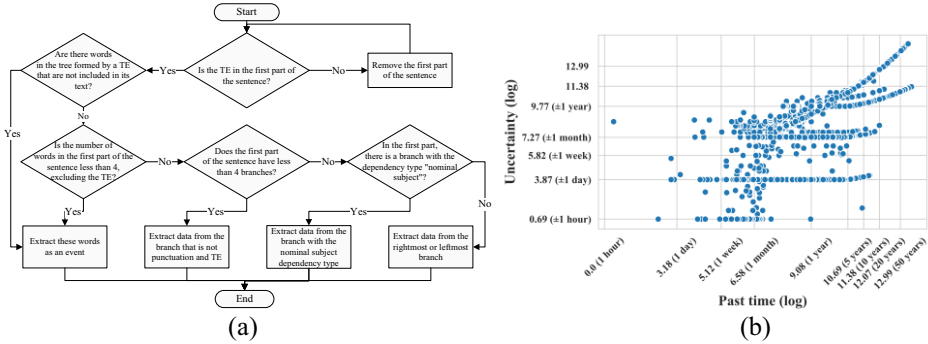 Start
Are there words
in the tree formed by a TE
that are not included in its
text?
Yes
Is the TE in the first part of
the sentence?
No
Remove the first part
of the sentence
Yes
No
Is the number of
words in the first part of the
sentence less than 4,
excluding the TE?
No
Does the first part
of the sentence have less
than 4 branches?
No
In the first part,
there is a branch with the
dependency type "nominal
subject"?
No
Yes
Yes
Yes
Extract these words
as an event
Extract data from the
branch that is not
punctuation and TE
Extract data from the
branch with the
nominal subject
dependency type
Extract data from the
rightmost or leftmost
branch
End
(a)
Uncertainty (log)
12.99
11.38
9.77 (±1 year)
7.27 (±1 month)
5.82 (±1 week)
3.87 (±1 day)
0.69 (±1 hour)
0.0 (1 hour)
3.18 (1 day)
5.12 (1 week)
6.58 (1 month)
9.08 (1 year)
10.69 (5 years)
11.38 (10 years)
12.07 (20 years)
12.99 (50 years)
Past time (log)
(b)